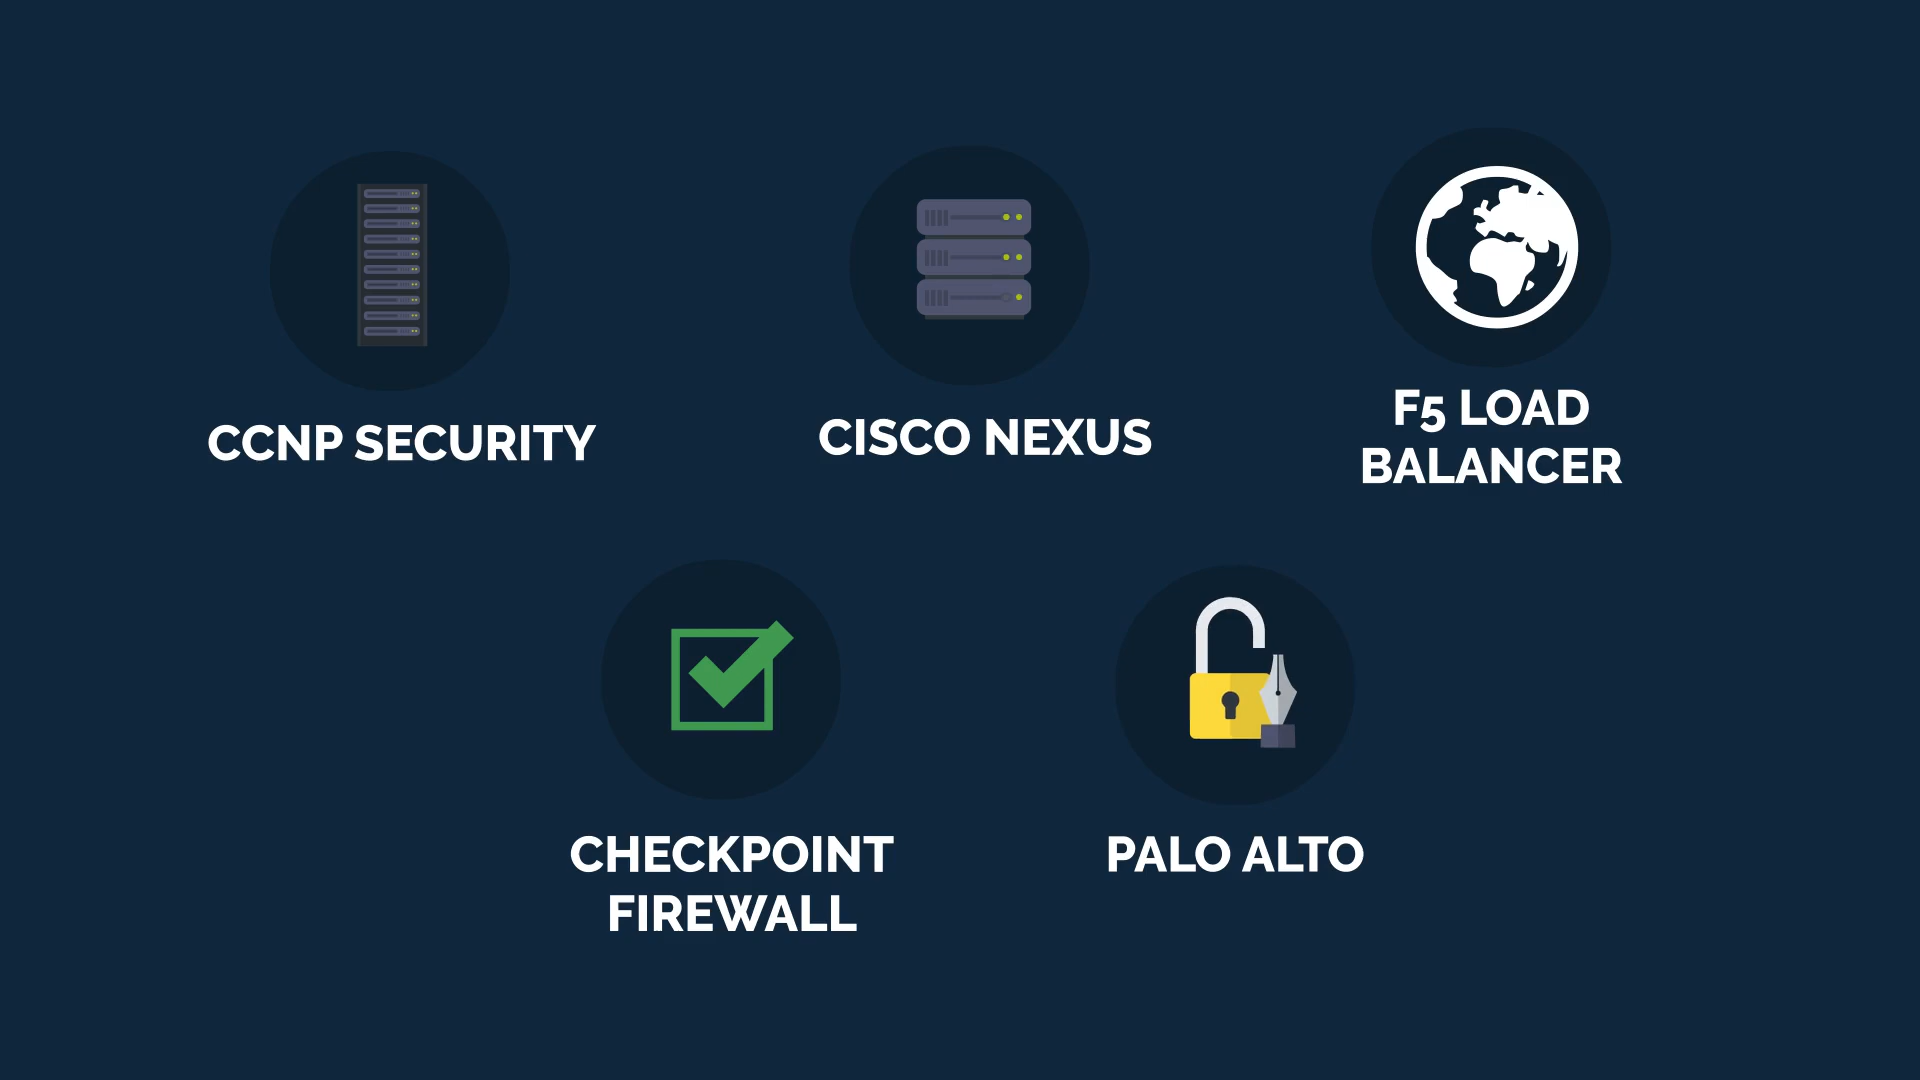 CCNP SECURITY
CISCO NEXUS
F5 LOAD
BALANCER
CHECKPOINT
FIREWALL
PALO ALTO